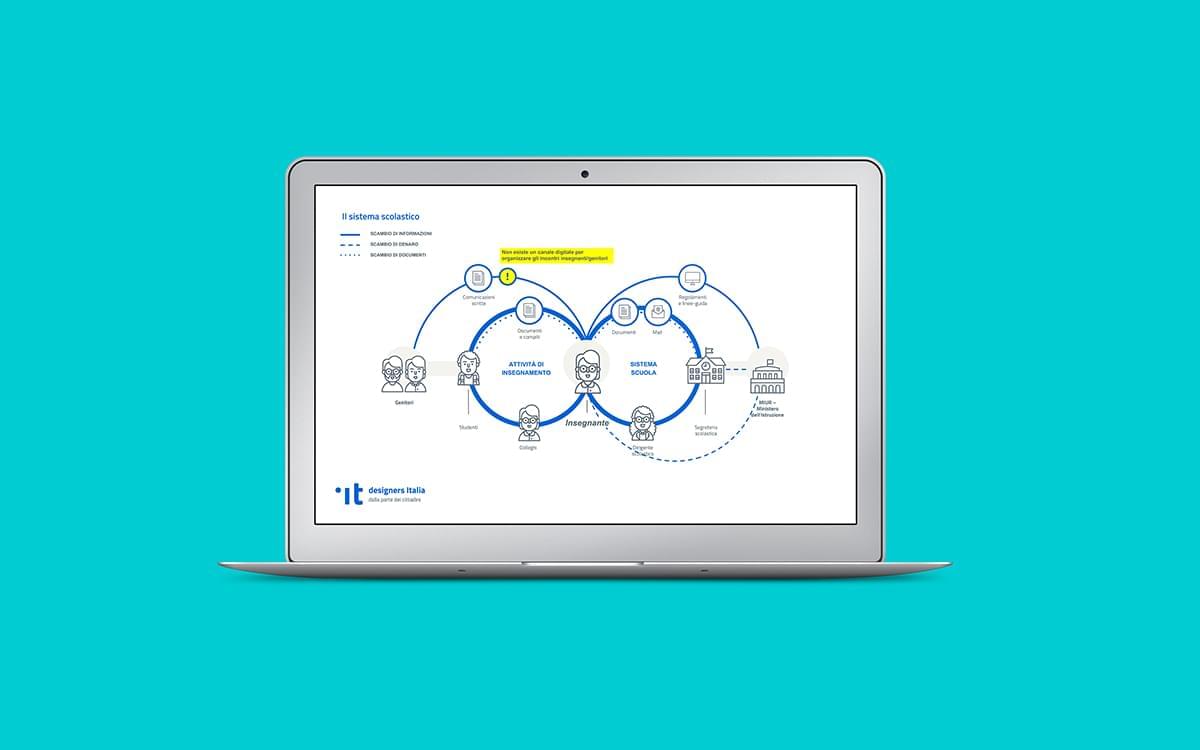 Il sistema scolastico
SCAMBIO DI INFORMAZIONI
SCAMBIO DI DENARO
SCAMBIO DI DOCUMENTI
Non esiste un canale digitale per
organizzare gli incontri insegnanti/genitori
!
Comunicazioni
scritte
Regolamenti
e linee-guida
Documenti
e compiti
Documenti
Mail
ATTIVITÀ DI
INSEGNAMENTO
SISTEMA
SCUOLA
Genitori
MIUR –
Ministero
dell'Istruzione
Studenti
Insegnante
Segreteria
scolastica
Colleghi
Dirigente
scolastico
it designers italia
dalla parte dei cittadini